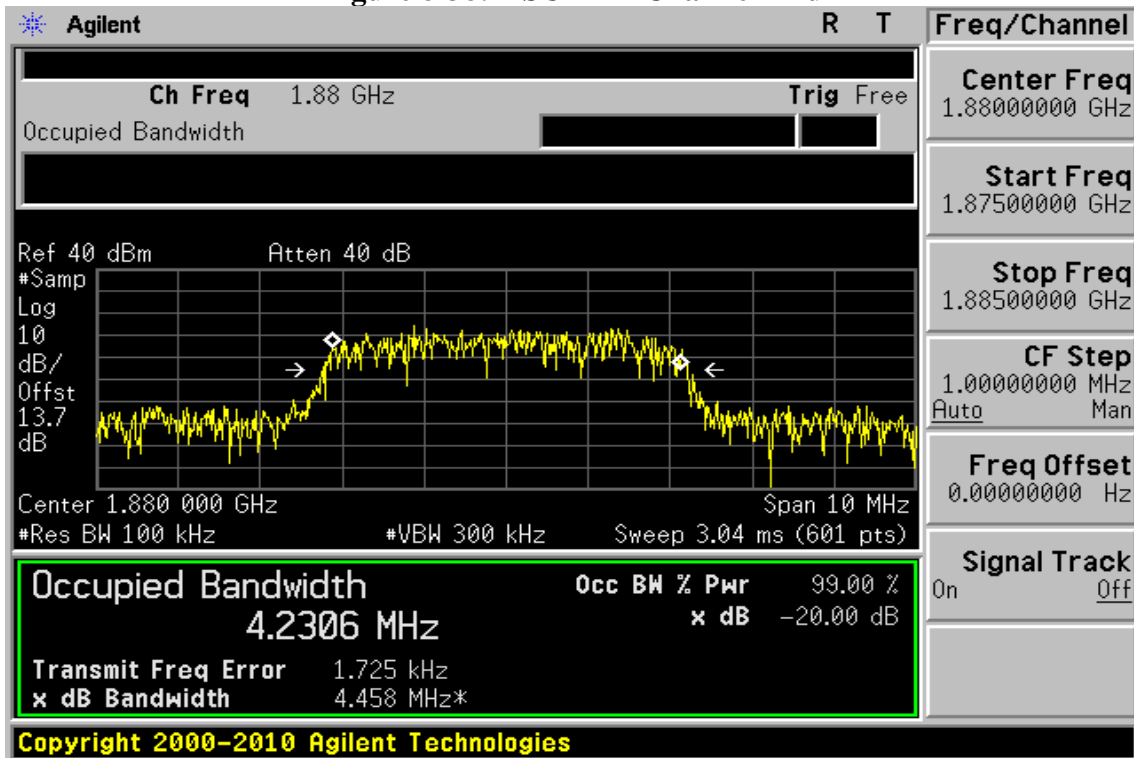 Agilent R T
Freq/Channel
Ch Freq 1.88 GHz Trig Free
Occupied Bandwidth
Center Freq
1.88000000 GHz
Start Freq
1.87500000 GHz
Stop Freq
1.88500000 GHz
CF Step
1.00000000 MHz
Auto Man
Freq Offset
0.00000000 Hz
Signal Track
On Off
Ref 40 dBm Atten 40 dB
#Samp
Log
10
dB/
Offst
13.7
dB
Center 1.880 000 GHz Span 10 MHz
#Res BW 100 kHz #VBW 300 kHz Sweep 3.04 ms (601 pts)
Occupied Bandwidth
4.2306 MHz
Occ BW % Pwr 99.00 %
x dB -20.00 dB
Transmit Freq Error 1.725 kHz
x dB Bandwidth 4.458 MHz*
Copyright 2000-2010 Agilent Technologies